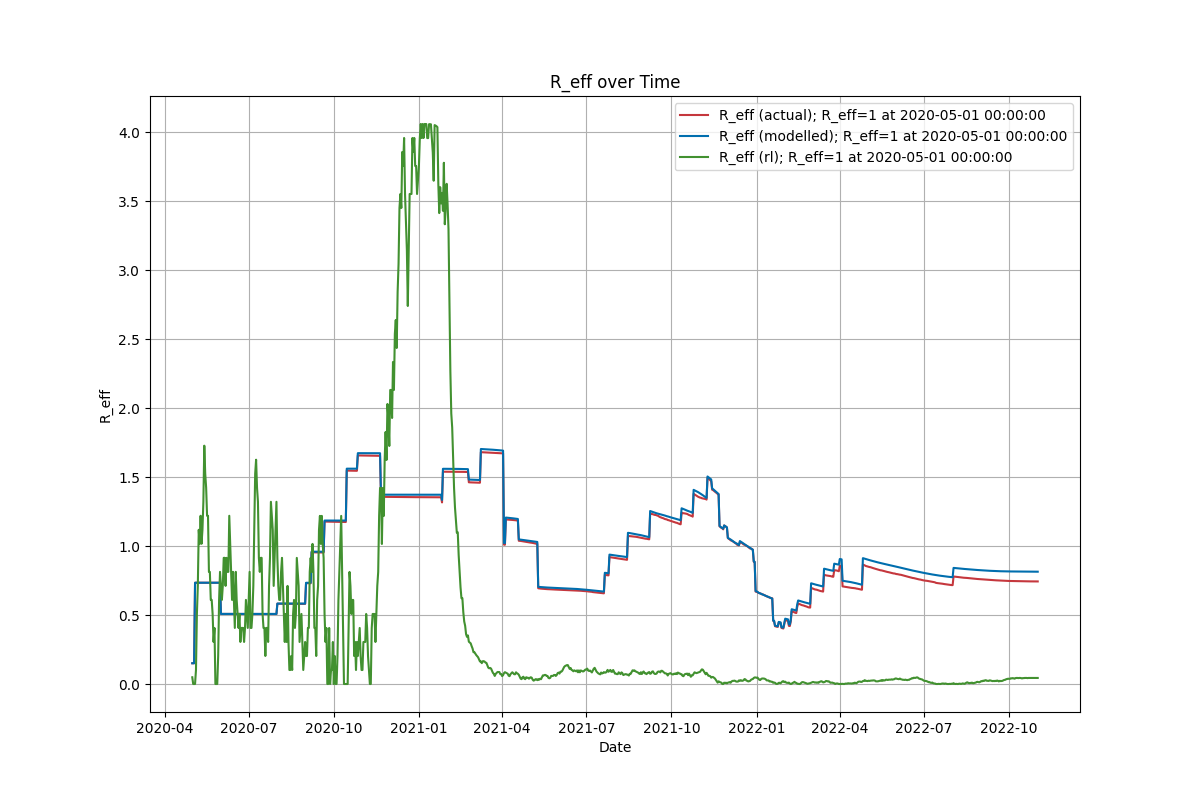 R_eff over Time
R_eff (actual); R_eff=1 at 2020-05-01 00:00:00
R_eff (modelled); R_eff=1 at 2020-05-01 00:00:00
R_eff (rl); R_eff=1 at 2020-05-01 00:00:00
R_eff
4.0
3.5
3.0
2.5
2.0
1.5
1.0
0.5
0.0
2020-04 2020-07 2020-10 2021-01 2021-04 2021-07 2021-10 2022-01 2022-04 2022-07 2022-10
Date